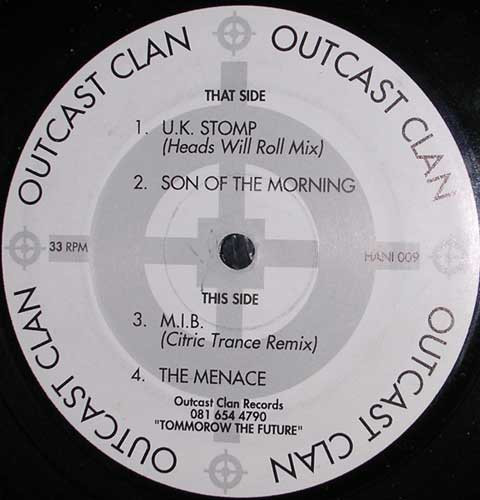 OUTCAST CLAN
OUTCAST CLAN
THAT SIDE
1. U.K. STOMP
(Heads Will Roll Mix)
2. SON OF THE MORNING
33 RPM
HANI 009
THIS SIDE
3. M.I.B.
(Citric Trance Remix)
4. THE MENACE
Outcast Clan Records
081 654 4790
"TOMMOROW THE FUTURE"
OUTCAST CLAN
OUTCAST CLAN